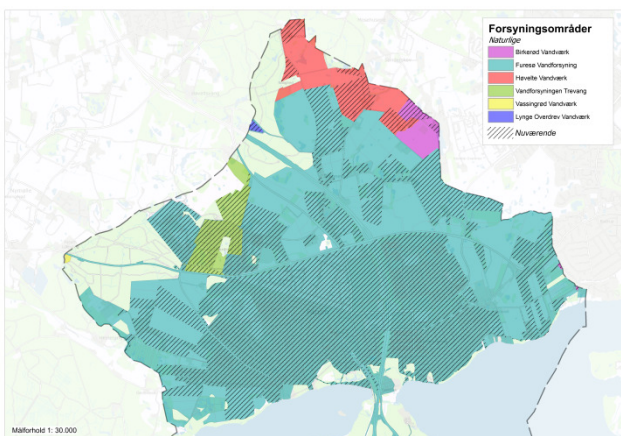 Forsyningsområder
Naturlige
Birkerød Vandværk
Furesø Vandforsyning
Høvelte Vandværk
Vandforsyningen Trevang
Vassingrød Vandværk
Lynge Overdrev Vandværk
Nuværende
Målforhold 1: 30.000